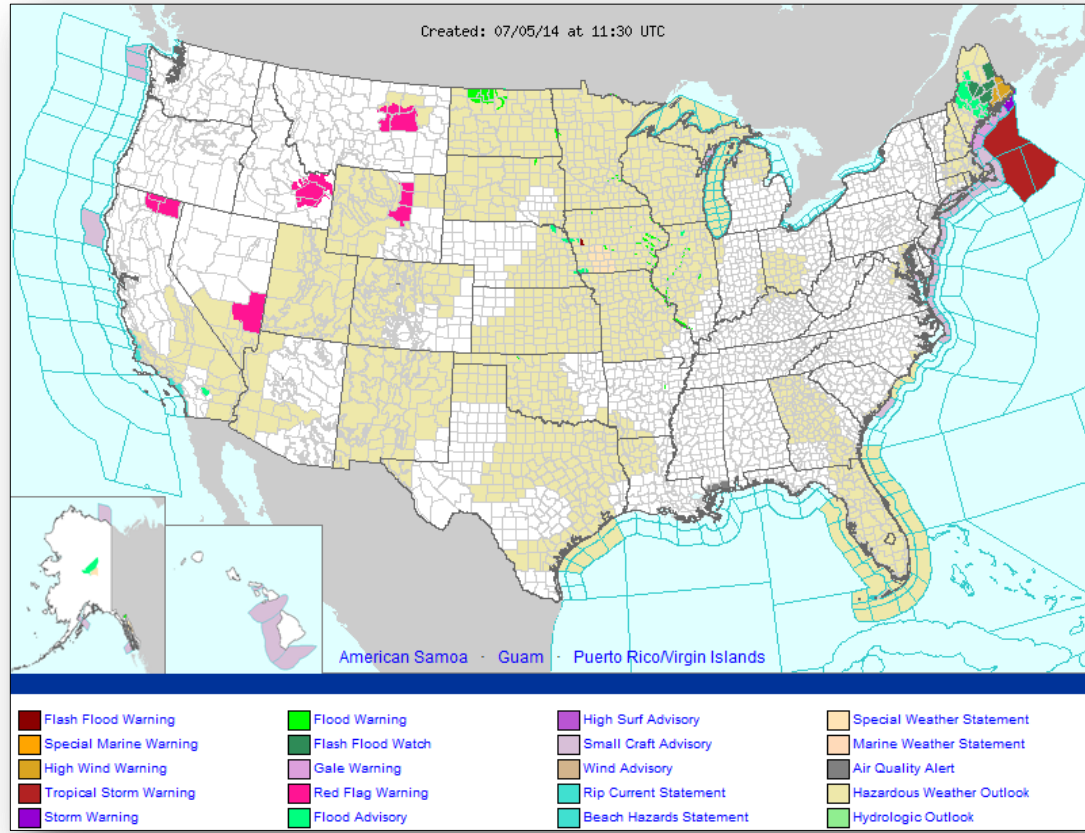 Created: 07/05/14 at 11:30 UTC
American Samoa - Guam - Puerto Rico/Virgin Islands
Flash Flood Warning
Flood Warning
High Surf Advisory
Special Weather Statement
Special Marine Warning
Flash Flood Watch
Small Craft Advisory
Marine Weather Statement
High Wind Warning
Gale Warning
Wind Advisory
Air Quality Alert
Tropical Storm Warning
Red Flag Warning
Rip Current Statement
Hazardous Weather Outlook
Storm Warning
Flood Advisory
Beach Hazards Statement
Hydrologic Outlook